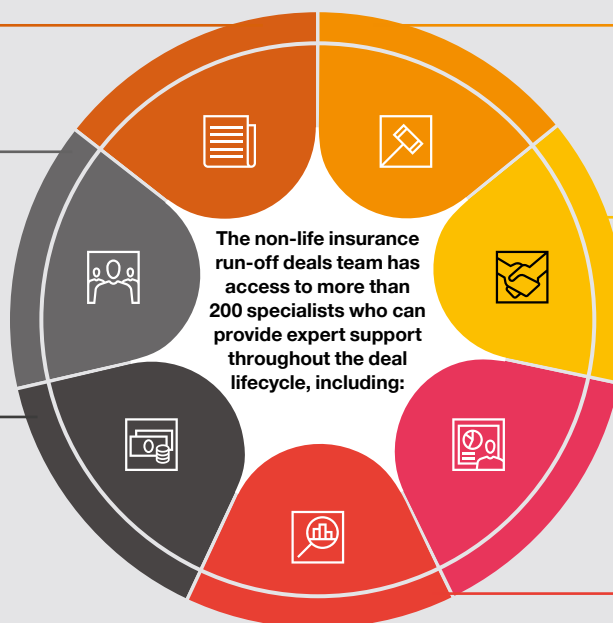 The non-life insurance
run-off deals team has
access to more than
200 specialists who can
provide expert support
throughout the deal
lifecycle, including: